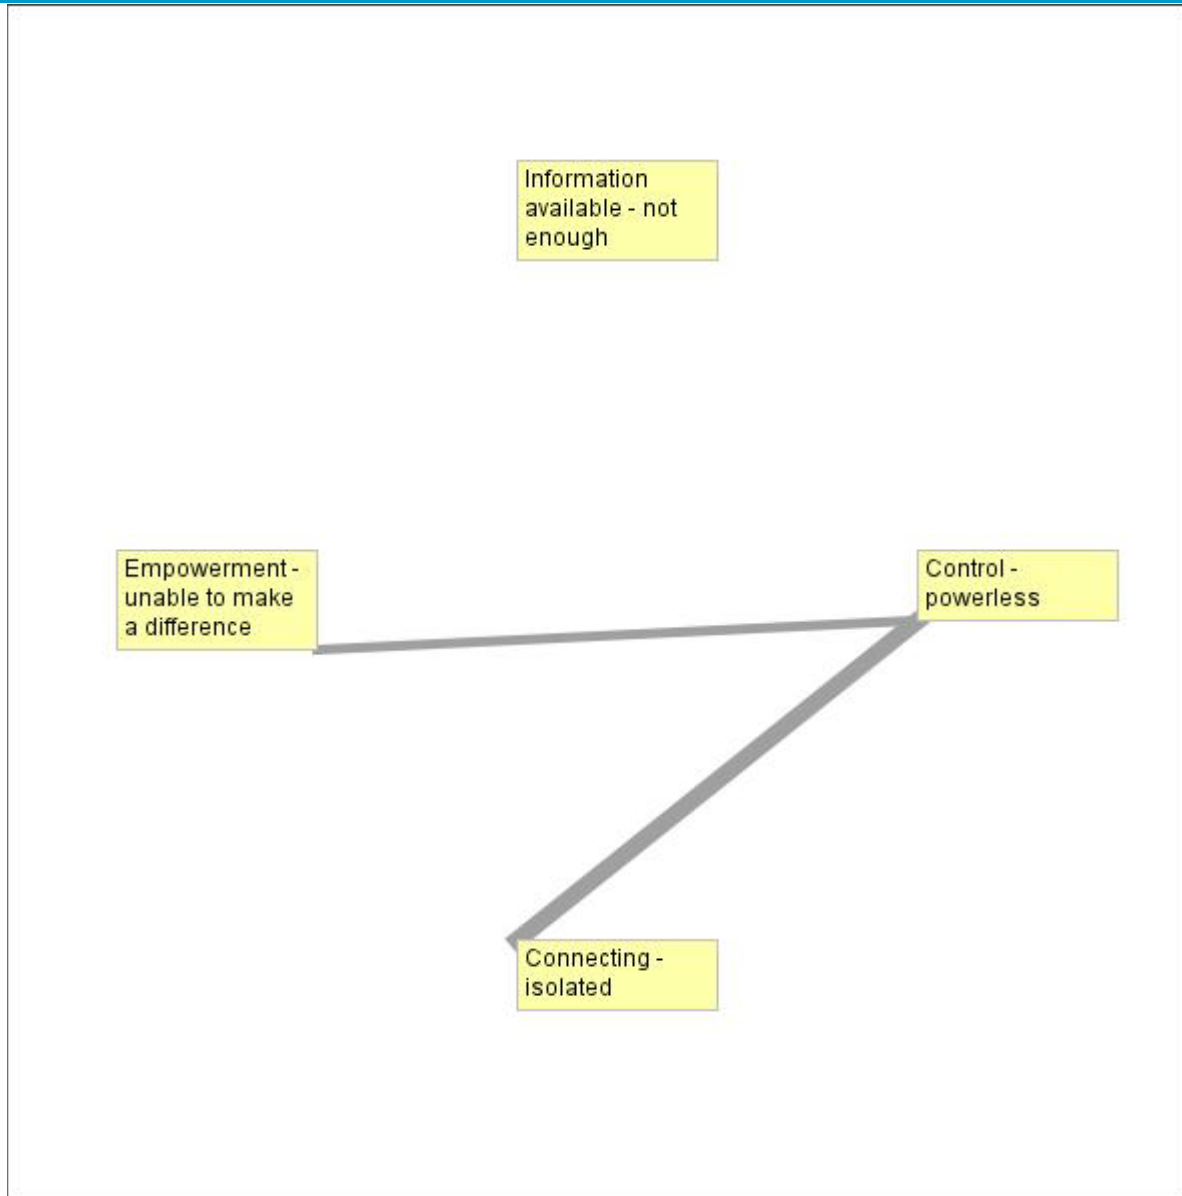 Information
available - not
enough
Empowerment -
unable to make
a difference
Control -
powerless
Connecting -
isolated